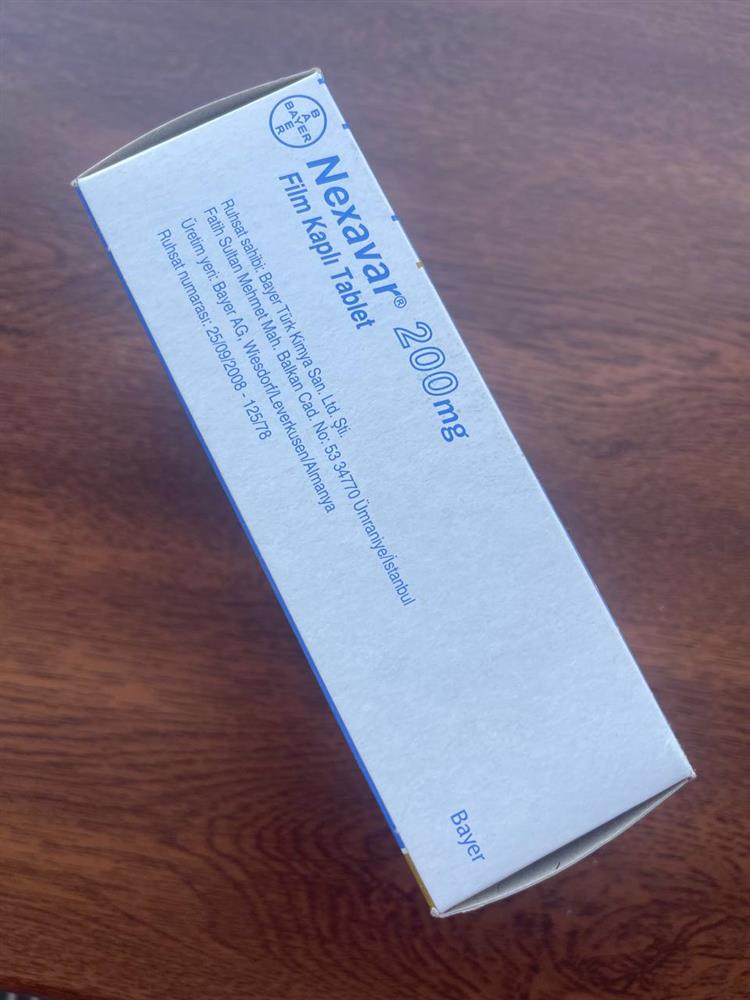 BAYER
BAYER
Nexavar® 200mg
Film Kaplı Tablet
Ruhsat sahibi: Bayer Türk Kimya San. Ltd. Şti.
Fatih Sultan Mehmet Mah. Balkan Cad. No: 53 34770 Ümraniye/İstanbul
Üretim yeri: Bayer AG, Wiesdorf/Leverkusen/Almanya
Ruhsat numarası: 25/09/2008 - 125/78
Bayer